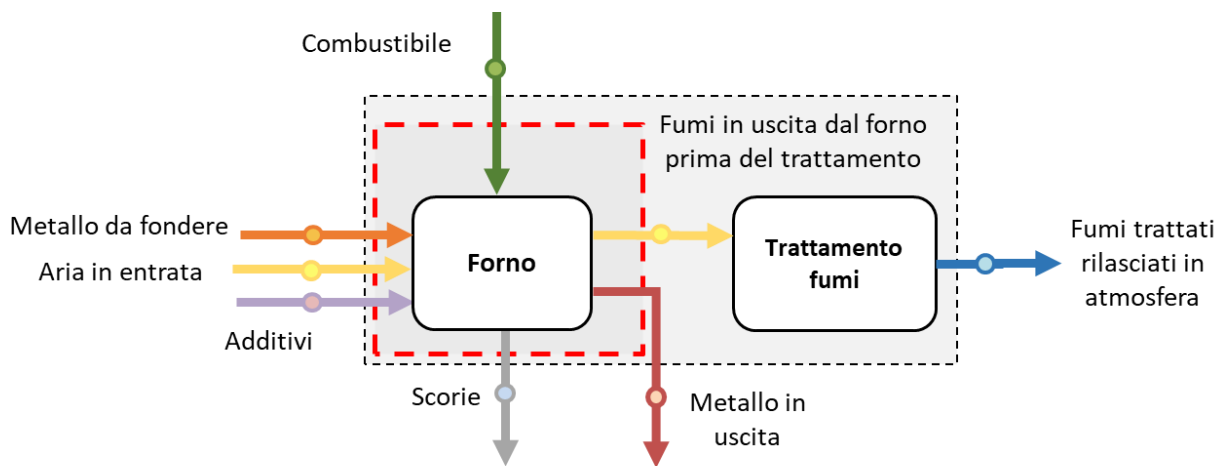 Combustibile
Fumi in uscita dal forno
prima del trattamento
Metallo da fondere
Aria in entrata
Additivi
Forno
Trattamento
fumi
Fumi trattati
rilasciati in
atmosfera
Scorie
Metallo in
uscita